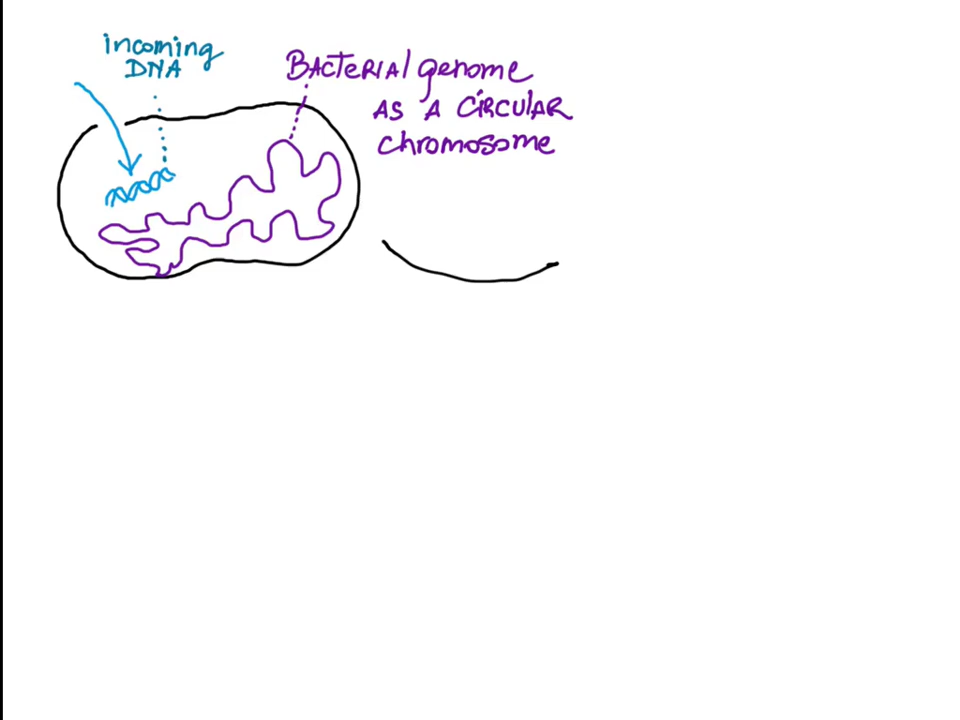 incoming
DNA
BACTERIAL genome
AS A CIRCULAR
chromosome